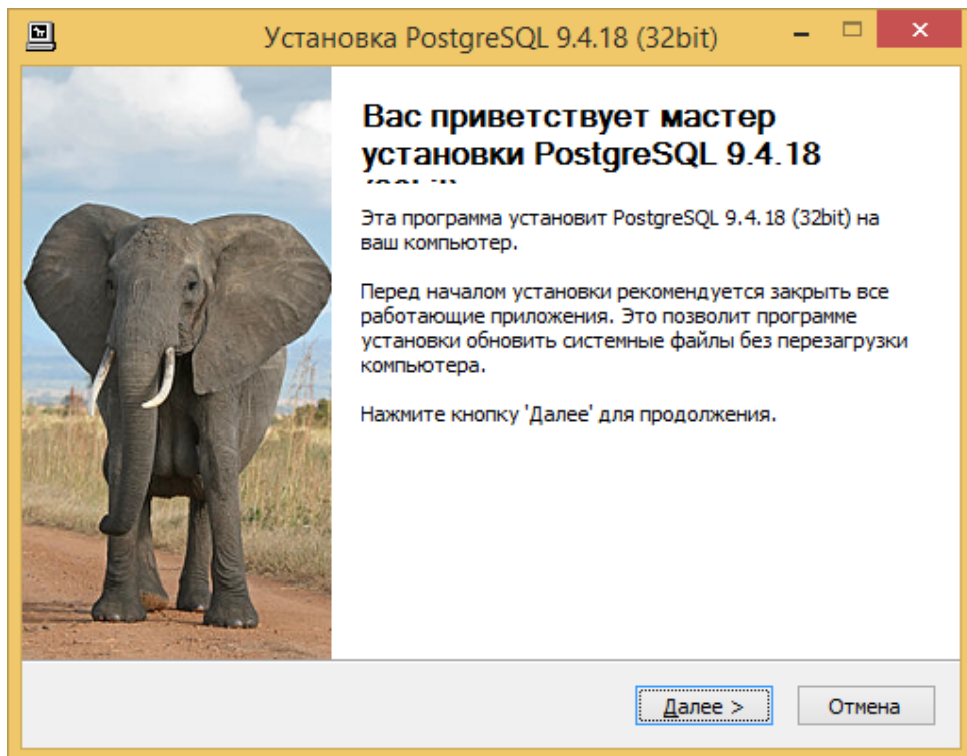 Установка PostgreSQL 9.4.18 (32bit)
Вас приветствует мастер
установки PostgreSQL 9.4.18
Эта программа установит PostgreSQL 9.4.18 (32bit) на
ваш компьютер.
Перед началом установки рекомендуется закрыть все
работающие приложения. Это позволит программе
установки обновить системные файлы без перезагрузки
компьютера.
Нажмите кнопку 'Далее' для продолжения.
Далее >
Отмена